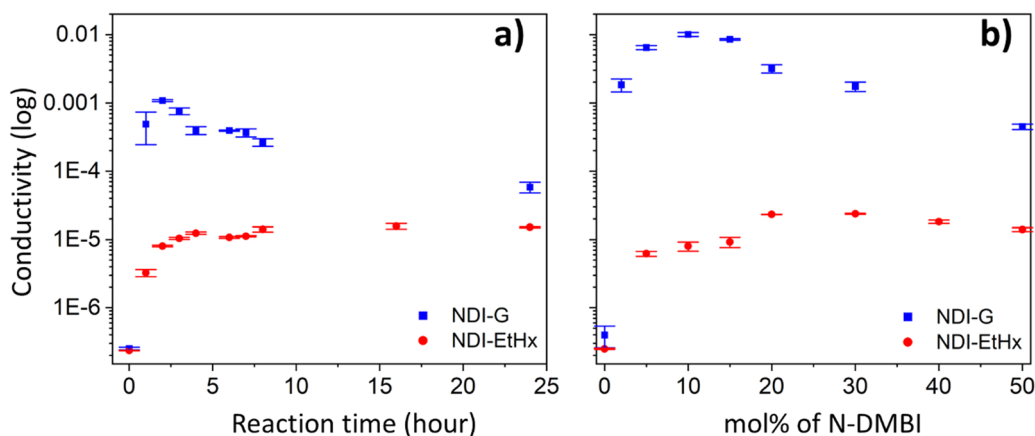 a)
b)
Conductivity (log)
0.01
0.001
1E-4
1E-5
1E-6
NDI-G
NDI-EtHx
NDI-G
NDI-EtHx
0 5 10 15 20 25
0 10 20 30 40 50
Reaction time (hour)
mol% of N-DMBI